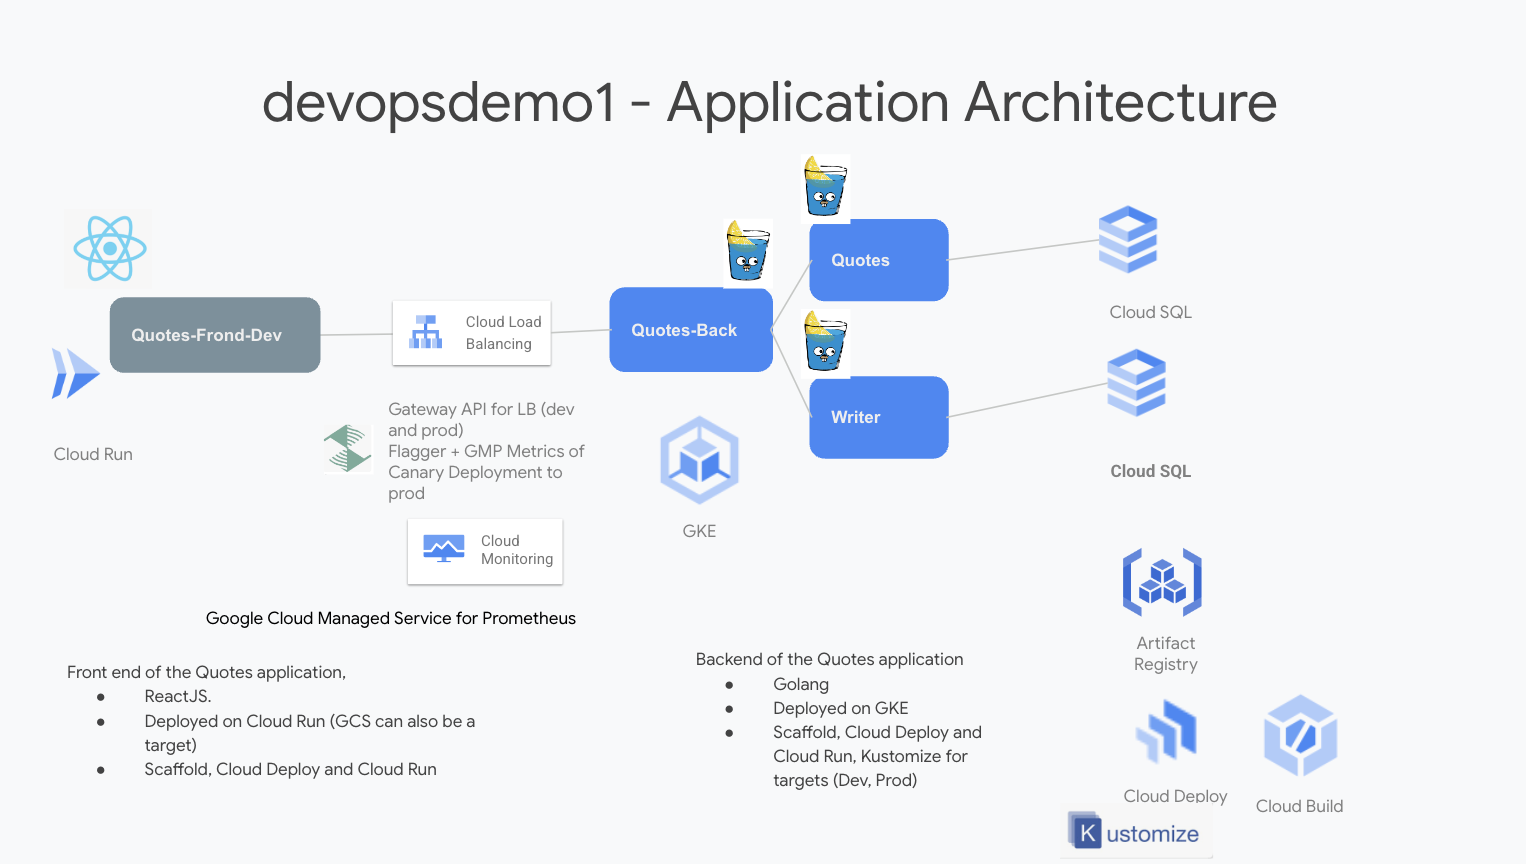 devopsdemo1 - Application Architecture
Quotes
Cloud SQL
Quotes-Frond-Dev
Cloud Load
Balancing
Quotes-Back
Writer
Cloud SQL
Cloud Run
Gateway API for LB (dev
and prod)
Flagger + GMP Metrics of
Canary Deployment to
prod
GKE
Cloud
Monitoring
Google Cloud Managed Service for Prometheus
Artifact
Registry
Front end of the Quotes application,
● ReactJS.
● Deployed on Cloud Run (GCS can also be a
target)
● Scaffold, Cloud Deploy and Cloud Run
Backend of the Quotes application
● Golang
● Deployed on GKE
● Scaffold, Cloud Deploy and
Cloud Run, Kustomize for
targets (Dev, Prod)
Cloud Deploy
Cloud Build
Kustomize